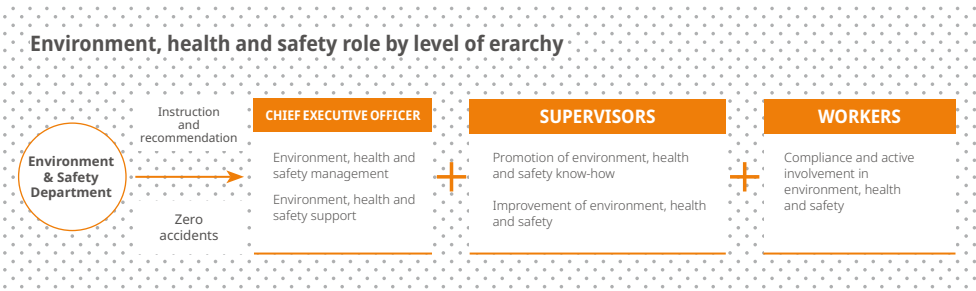 Environment, health and safety role by level of erarchy
Environment
& Safety
Department
Instruction
and
recommendation
Zero
accidents
CHIEF EXECUTIVE OFFICER
Environment, health and
safety management
Environment, health and
safety support
SUPERVISORS
Promotion of environment, health
and safety know-how
Improvement of environment, health
and safety
WORKERS
Compliance and active
involvement in
environment, health
and safety